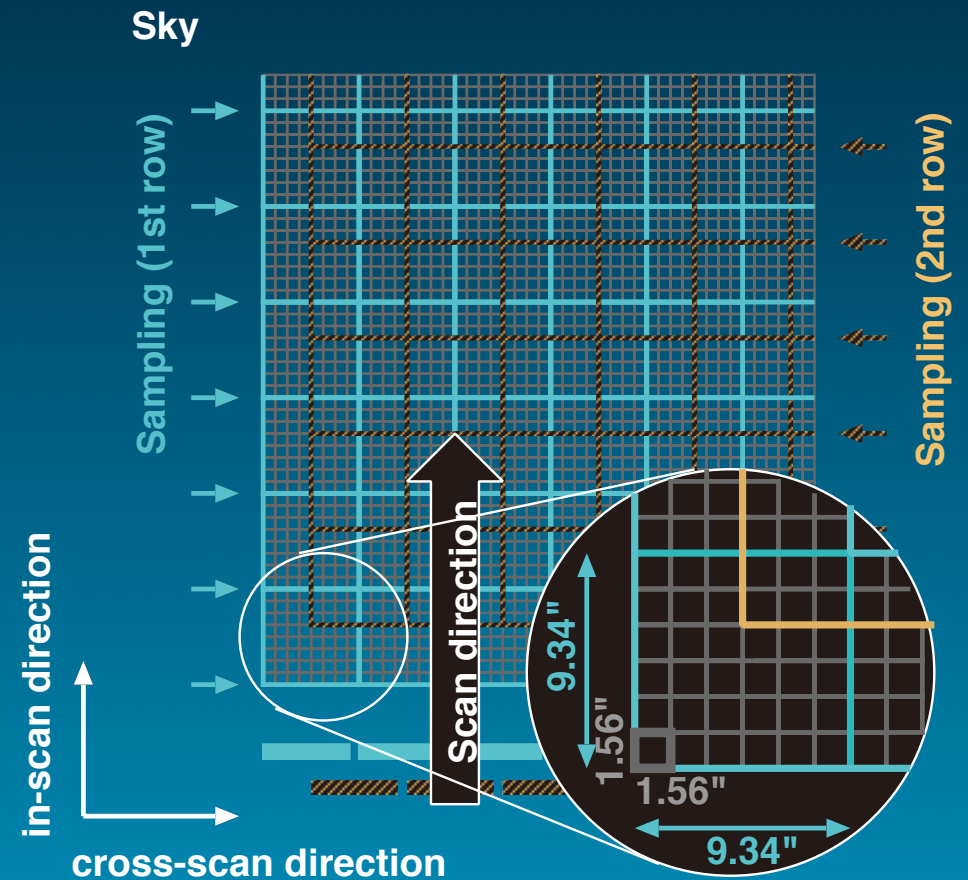 Sky
Sampling (1st row)
Sampling (2nd row)
Scan direction
in-scan direction
cross-scan direction
9.34"
1.56"
1.56"
9.34"